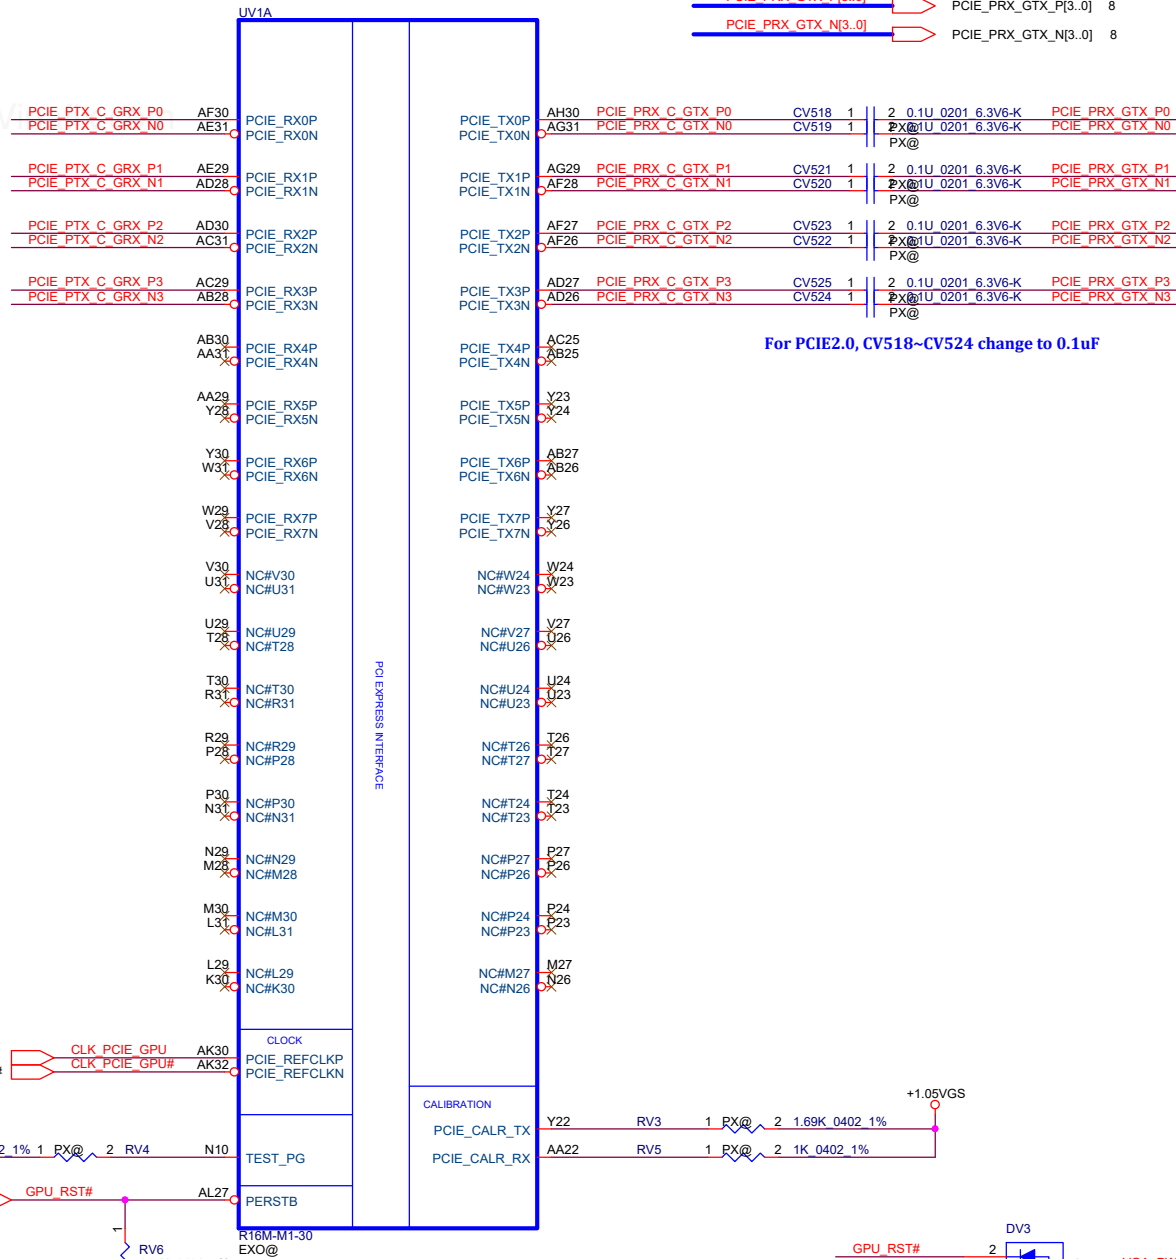 UV1A
PCIE_PRX_GTX_P[3..0] 8
PCIE_PRX_GTX_N[3..0] PCIE_PRX_GTX_N[3..0] 8
PCIE_PTX_C_GRX_P0 AF30 PCIE_RX0P PCIE_TX0P AH30 PCIE_PRX_C_GTX_P0 CV518 1 2 0.1U_0201_6.3V6-K PCIE_PRX_GTX_P0
PCIE_PTX_C_GRX_N0 AE31 PCIE_RX0N PCIE_TX0N AG31 PCIE_PRX_C_GTX_N0 CV519 1 2 PX@ 0.1U_0201_6.3V6-K PCIE_PRX_GTX_N0
PX@
PCIE_PTX_C_GRX_P1 AE29 PCIE_RX1P PCIE_TX1P AG29 PCIE_PRX_C_GTX_P1 CV521 1 2 0.1U_0201_6.3V6-K PCIE_PRX_GTX_P1
PCIE_PTX_C_GRX_N1 AD28 PCIE_RX1N PCIE_TX1N AF28 PCIE_PRX_C_GTX_N1 CV520 1 2 PX@ 0.1U_0201_6.3V6-K PCIE_PRX_GTX_N1
PX@
PCIE_PTX_C_GRX_P2 AD30 PCIE_RX2P PCIE_TX2P AF27 PCIE_PRX_C_GTX_P2 CV523 1 2 0.1U_0201_6.3V6-K PCIE_PRX_GTX_P2
PCIE_PTX_C_GRX_N2 AC31 PCIE_RX2N PCIE_TX2N AF26 PCIE_PRX_C_GTX_N2 CV522 1 2 PX@ 0.1U_0201_6.3V6-K PCIE_PRX_GTX_N2
PX@
PCIE_PTX_C_GRX_P3 AC29 PCIE_RX3P PCIE_TX3P AD27 PCIE_PRX_C_GTX_P3 CV525 1 2 0.1U_0201_6.3V6-K PCIE_PRX_GTX_P3
PCIE_PTX_C_GRX_N3 AB28 PCIE_RX3N PCIE_TX3N AD26 PCIE_PRX_C_GTX_N3 CV524 1 2 PX@ 0.1U_0201_6.3V6-K PCIE_PRX_GTX_N3
PX@
For PCIE2.0, CV518~CV524 change to 0.1uF
AB30 PCIE_RX4P PCIE_TX4P AC25
AA31 PCIE_RX4N PCIE_TX4N AB25
AA29 PCIE_RX5P PCIE_TX5P Y23
Y28 PCIE_RX5N PCIE_TX5N Y24
Y30 PCIE_RX6P PCIE_TX6P AB27
W31 PCIE_RX6N PCIE_TX6N AB26
W29 PCIE_RX7P PCIE_TX7P Y27
V28 PCIE_RX7N PCIE_TX7N Y26
V30 NC#V30 NC#W24 W24
U31 NC#U31 NC#W23 W23
U29 NC#U29 NC#V27 V27
T28 NC#T28 NC#U26 U26
T30 NC#T30 NC#U24 U24
R31 NC#R31 NC#U23 U23
PCI EXPRESS INTERFACE
R29 NC#R29 NC#T26 T26
P28 NC#P28 NC#T27 T27
P30 NC#P30 NC#T24 T24
N31 NC#N31 NC#T23 T23
N29 NC#N29 NC#P27 P27
M28 NC#M28 NC#P26 P26
M30 NC#M30 NC#P24 P24
L31 NC#L31 NC#P23 P23
L29 NC#L29 NC#M27 M27
K30 NC#K30 NC#N26 N26
CLOCK
CLK_PCIE_GPU AK30 PCIE_REFCLKP
CLK_PCIE_GPU# AK32 PCIE_REFCLKN
+1.05VGS
CALIBRATION
PCIE_CALR_TX Y22 RV3 1 PX@ 2 1.69K_0402_1%
_1% 1 PX@ 2 RV4 N10 TEST_PG PCIE_CALR_RX AA22 RV5 1 PX@ 2 1K_0402_1%
GPU_RST# AL27 PERSTB
1
RV6
R16M-M1-30
EXO@
DV3
GPU_RST# 2